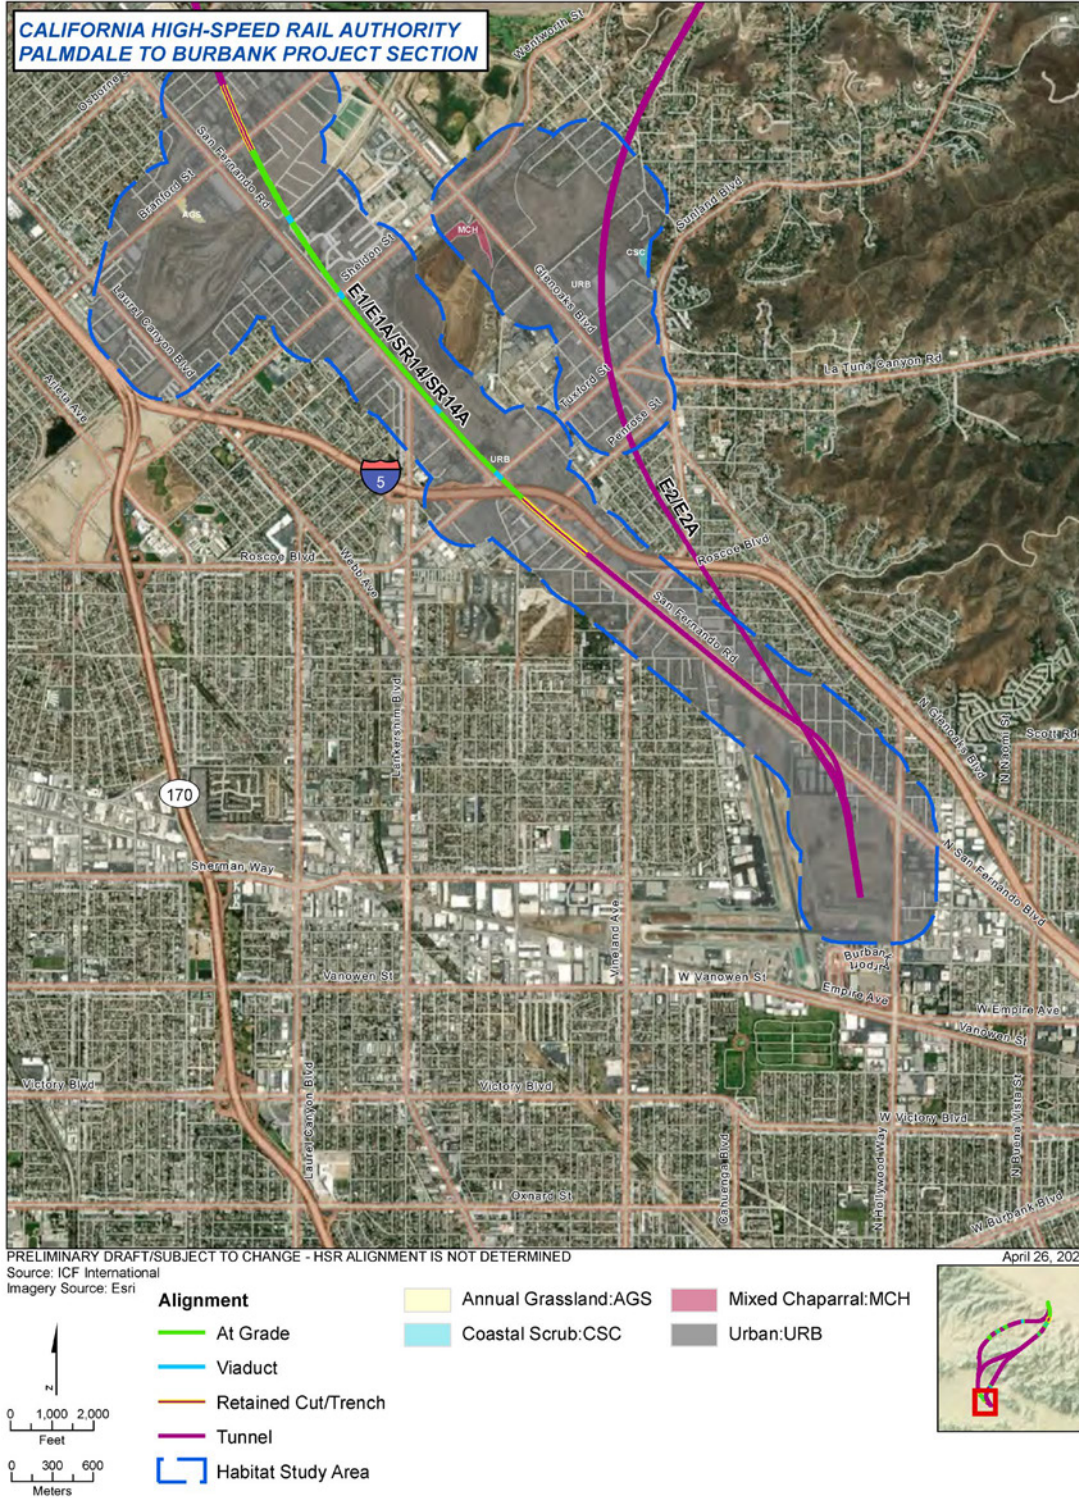 CALIFORNIA HIGH-SPEED RAIL AUTHORITY
PALMDALE TO BURBANK PROJECT SECTION
Wentworth St
Osborne
San Fernando Rd
Branford St
AGS
Sunland Blvd
MCH
CSC
Sheldon St
Glenoaks Blvd
URB
Laurel Canyon Blvd
E1/E1A/SR14/SR14A
La Tuna Canyon Rd
Arleta Ave
Tuxford St
Penrose St
URB
5
E2/E2A
Roscoe Blvd
Roscoe Blvd
Webb Ave
San Fernando Rd
Lankershim Blvd
N Glenoaks Blvd
N Naomi St
Scott Rd
170
Sherman Way
N San Fernando Blvd
Vineland Ave
Burbank
Airport
Vanowen St
W Vanowen St
Empire Ave
W Empire Ave
Vanowen St
Victory Blvd
Laurel Canyon Blvd
Victory Blvd
W Victory Blvd
N Buena Vista St
Cahuenga Blvd
N Hollywood Way
Oxnard St
W Burbank Blvd
PRELIMINARY DRAFT/SUBJECT TO CHANGE - HSR ALIGNMENT IS NOT DETERMINED
April 26, 202
Source: ICF International
Imagery Source: Esri
Alignment
At Grade
Viaduct
Retained Cut/Trench
Tunnel
Habitat Study Area
Annual Grassland:AGS
Coastal Scrub:CSC
Mixed Chaparral:MCH
Urban:URB
N
0 1,000 2,000
Feet
0 300 600
Meters